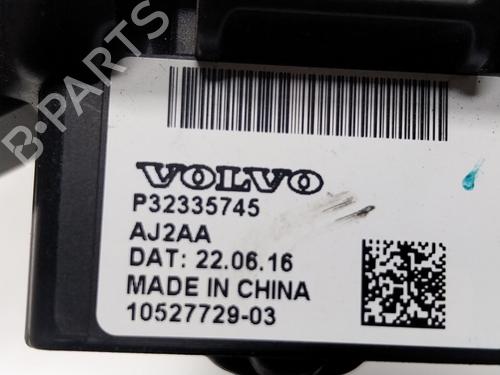 B·PARTS
VOLVO
P32335745
AJ2AA
DAT: 22.06.16
MADE IN CHINA
10527729-03